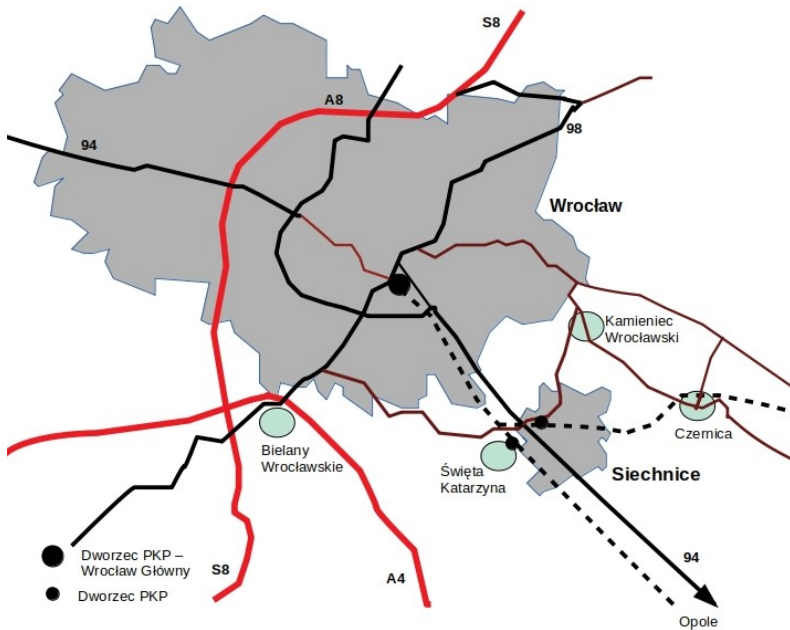 S8
A8
98
94
Wrocław
Kamieniec
Wrocławski
Czernica
Bielany
Wrocławskie
Święta
Katarzyna
Siechnice
Dworzec PKP –
Wrocław Główny
Dworzec PKP
S8
A4
94
Opole